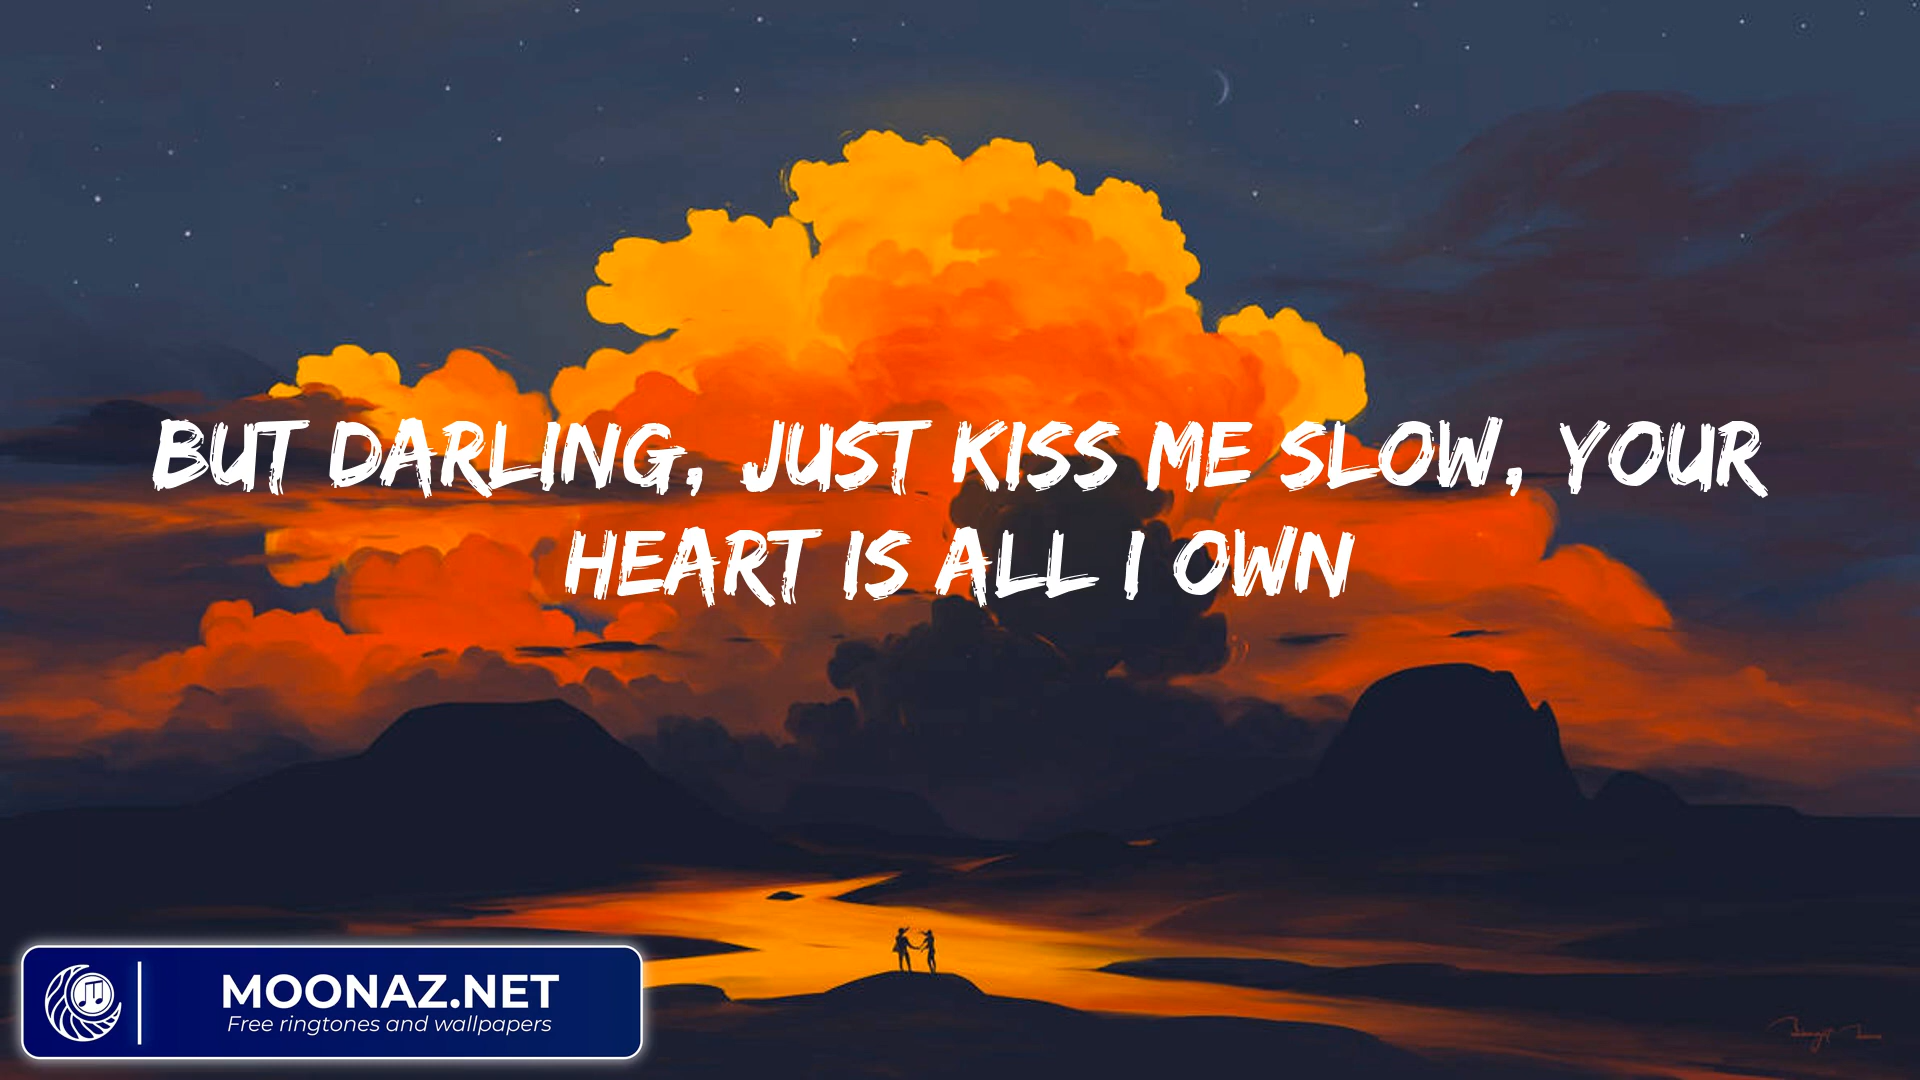 BUT DARLING, JUST KISS ME SLOW, YOUR
HEART IS ALL I OWN
MOONAZ.NET
Free ringtones and wallpapers